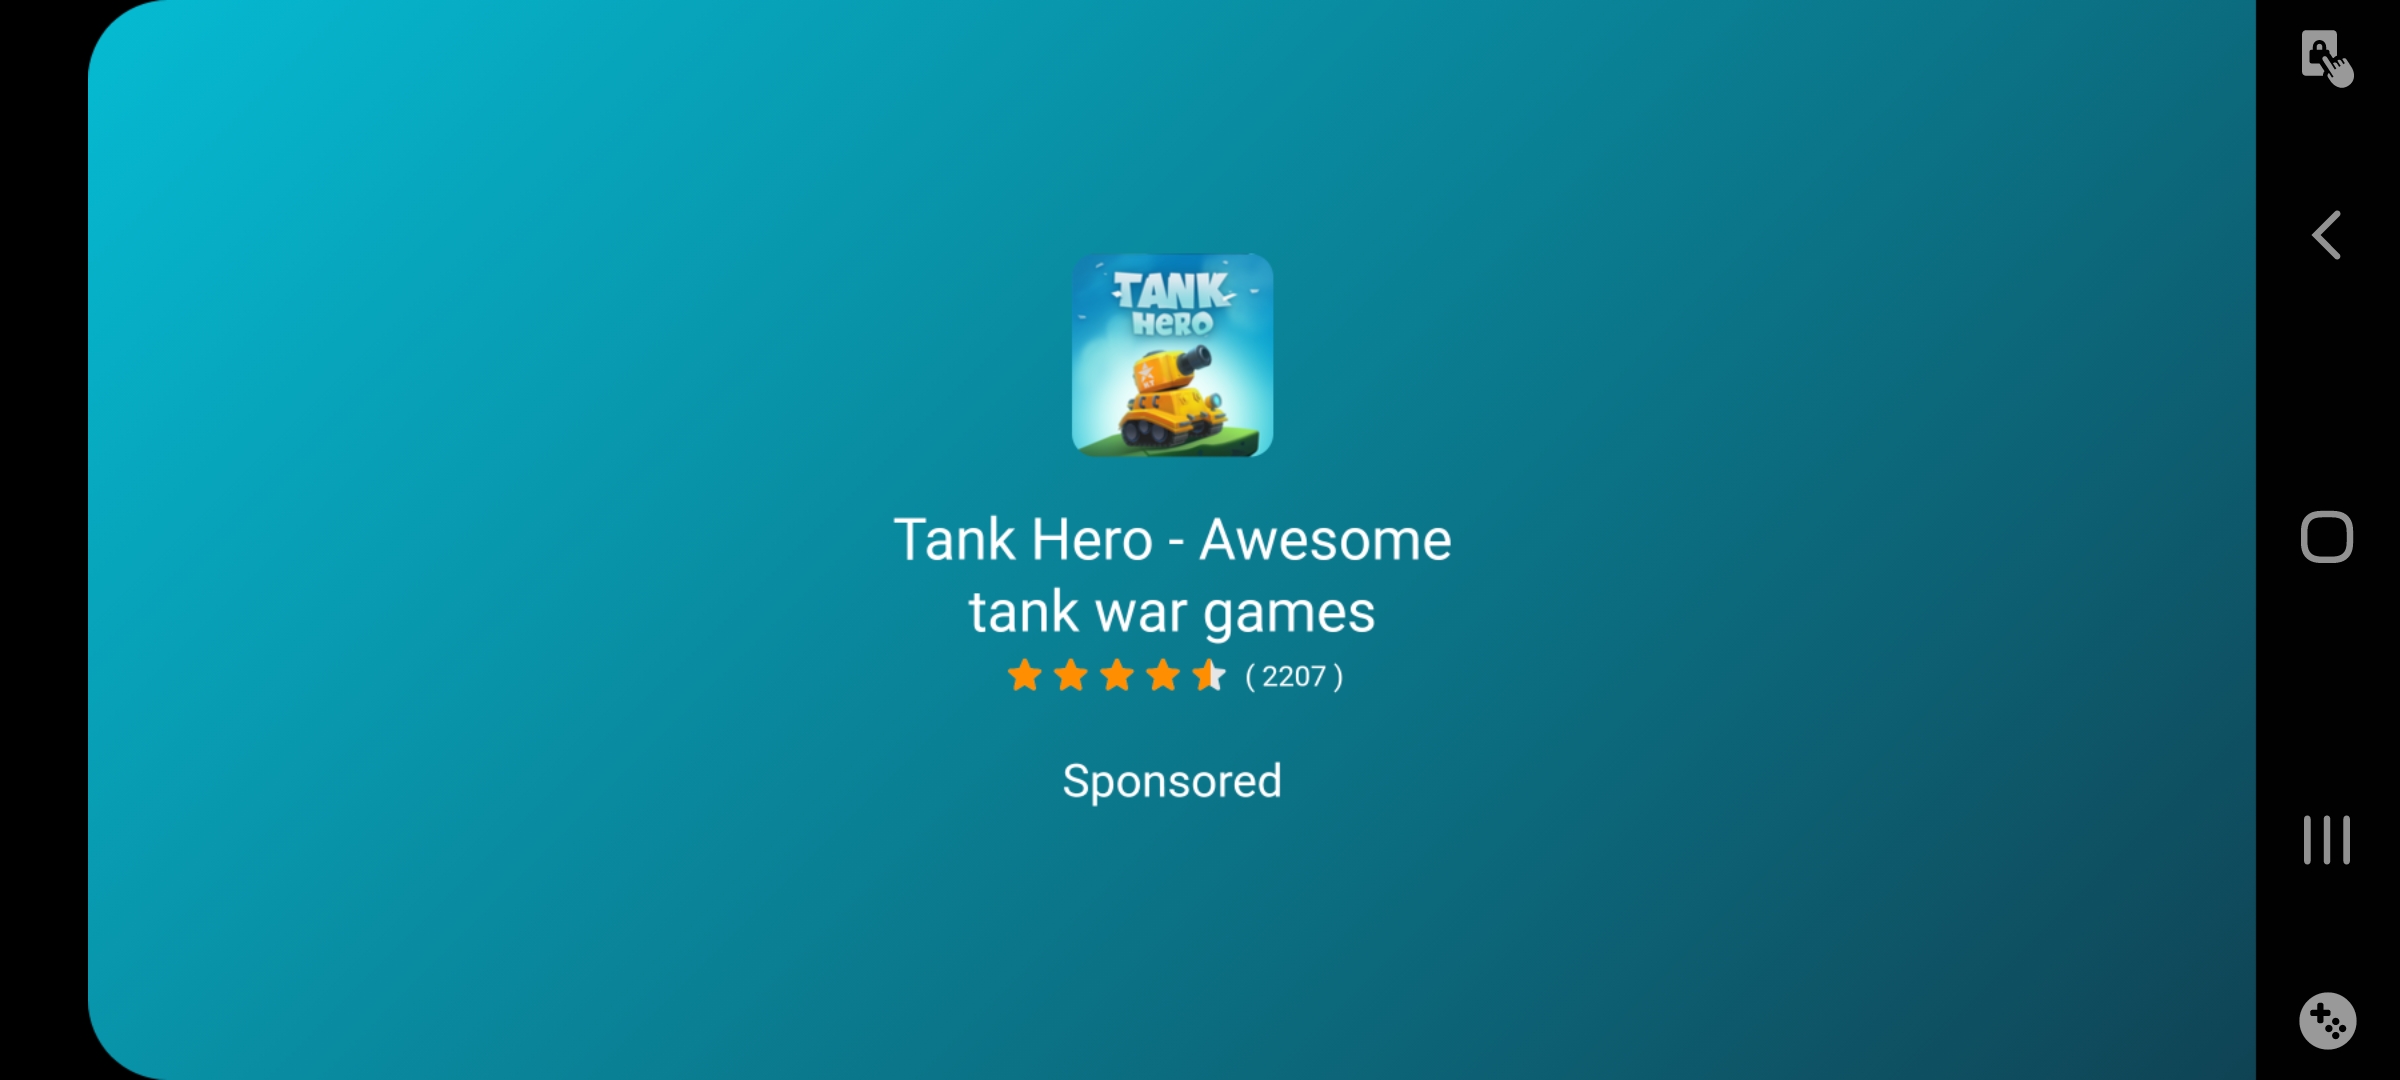 TANK
HeRO
Tank Hero - Awesome
tank war games
( 2207 )
Sponsored